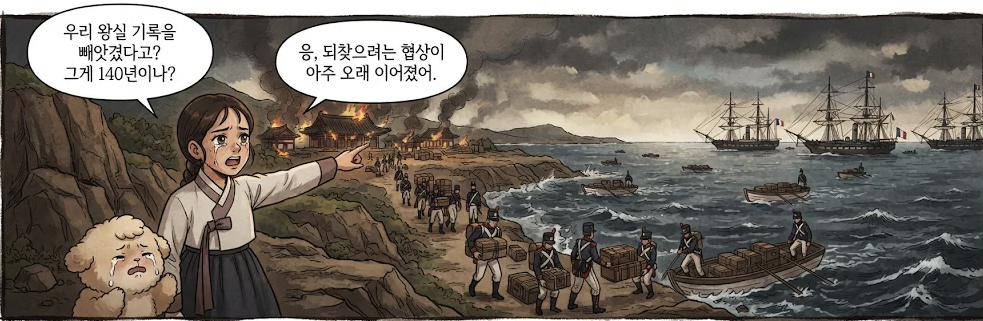 우리 왕실 기록을
빼앗겼다고?
그게 140년이나?
응, 되찾으려는 협상이
아주 오래 이어졌어.